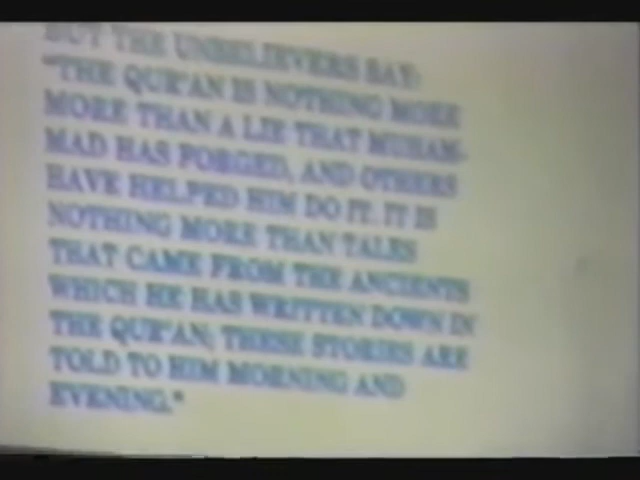 BUT THE UNBELIEVERS SAY:
"THE QUR'AN IS NOTHING MORE
MORE THAN A LIE THAT MUHAM-
MAD HAS FORGED, AND OTHERS
HAVE HELPED HIM DO IT. IT IS
NOTHING MORE THAN TALES
THAT CAME FROM THE ANCIENTS
WHICH HE HAS WRITTEN DOWN IN
THE QUR'AN; THESE STORIES ARE
TOLD TO HIM MORNING AND
EVENING."